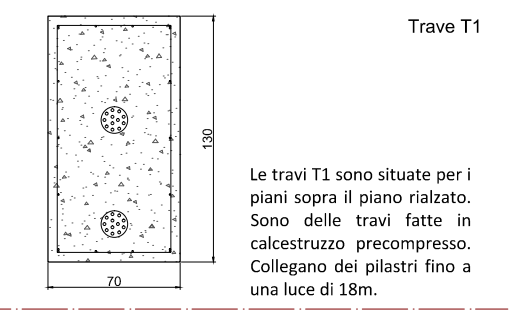 Trave T1
130
Le travi T1 sono situate per i
piani sopra il piano rialzato.
Sono delle travi fatte in
calcestruzzo precompresso.
Collegano dei pilastri fino a
una luce di 18m.
70